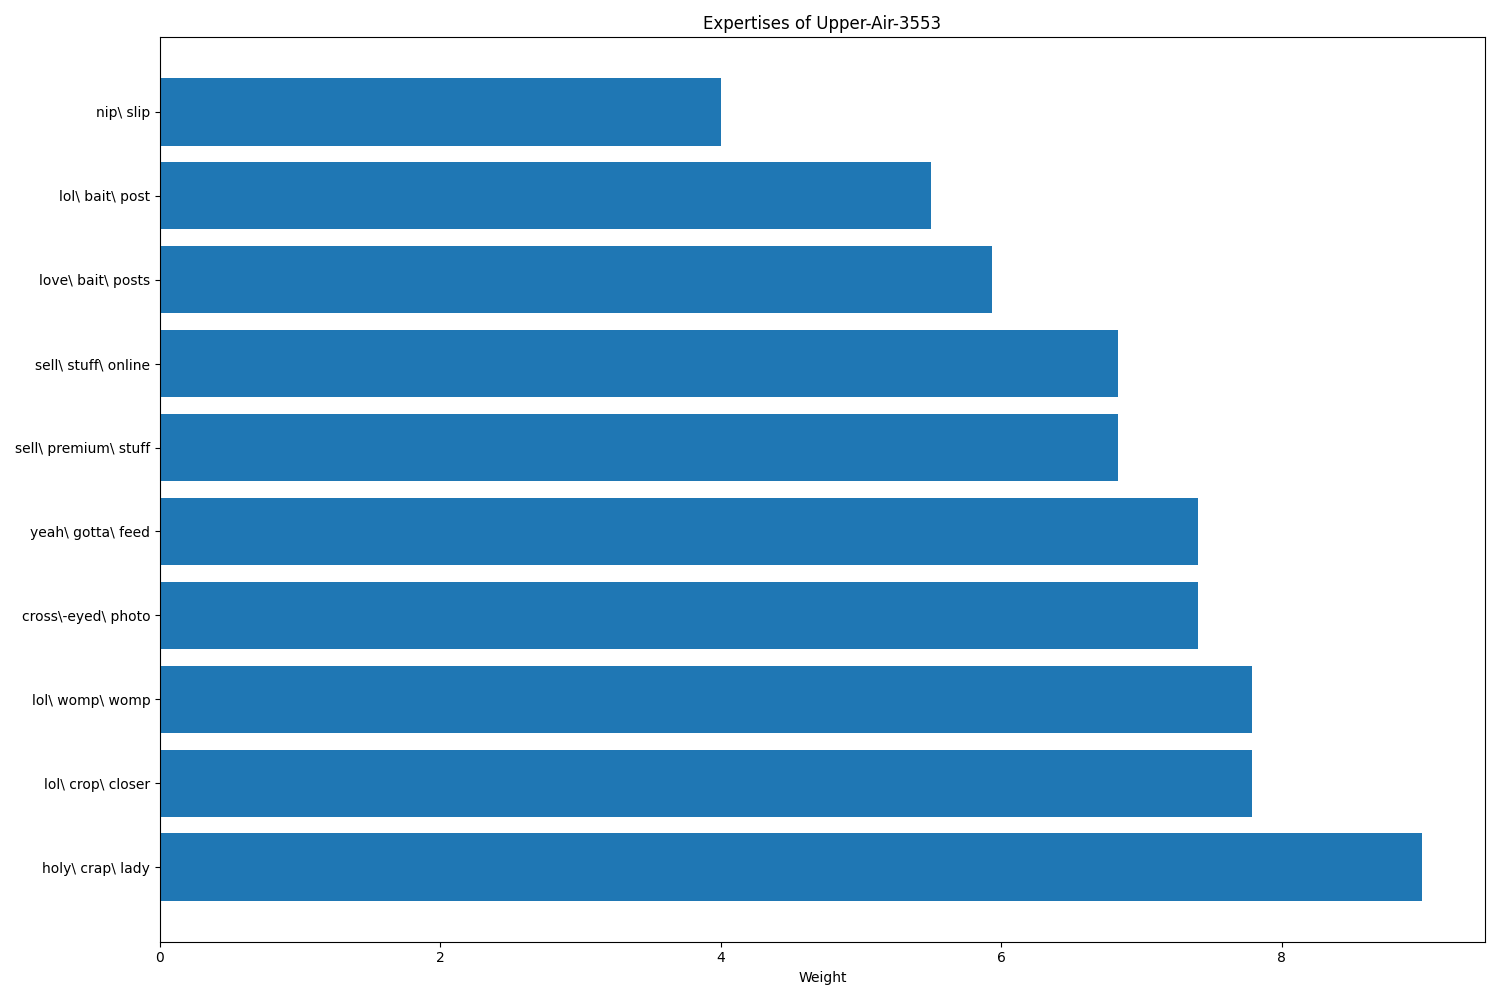 Expertises of Upper-Air-3553
nip\ slip
lol\ bait\ post
love\ bait\ posts
sell\ stuff\ online
sell\ premium\ stuff
yeah\ gotta\ feed
cross\-eyed\ photo
lol\ womp\ womp
lol\ crop\ closer
holy\ crap\ lady
0 2 4 6 8
Weight